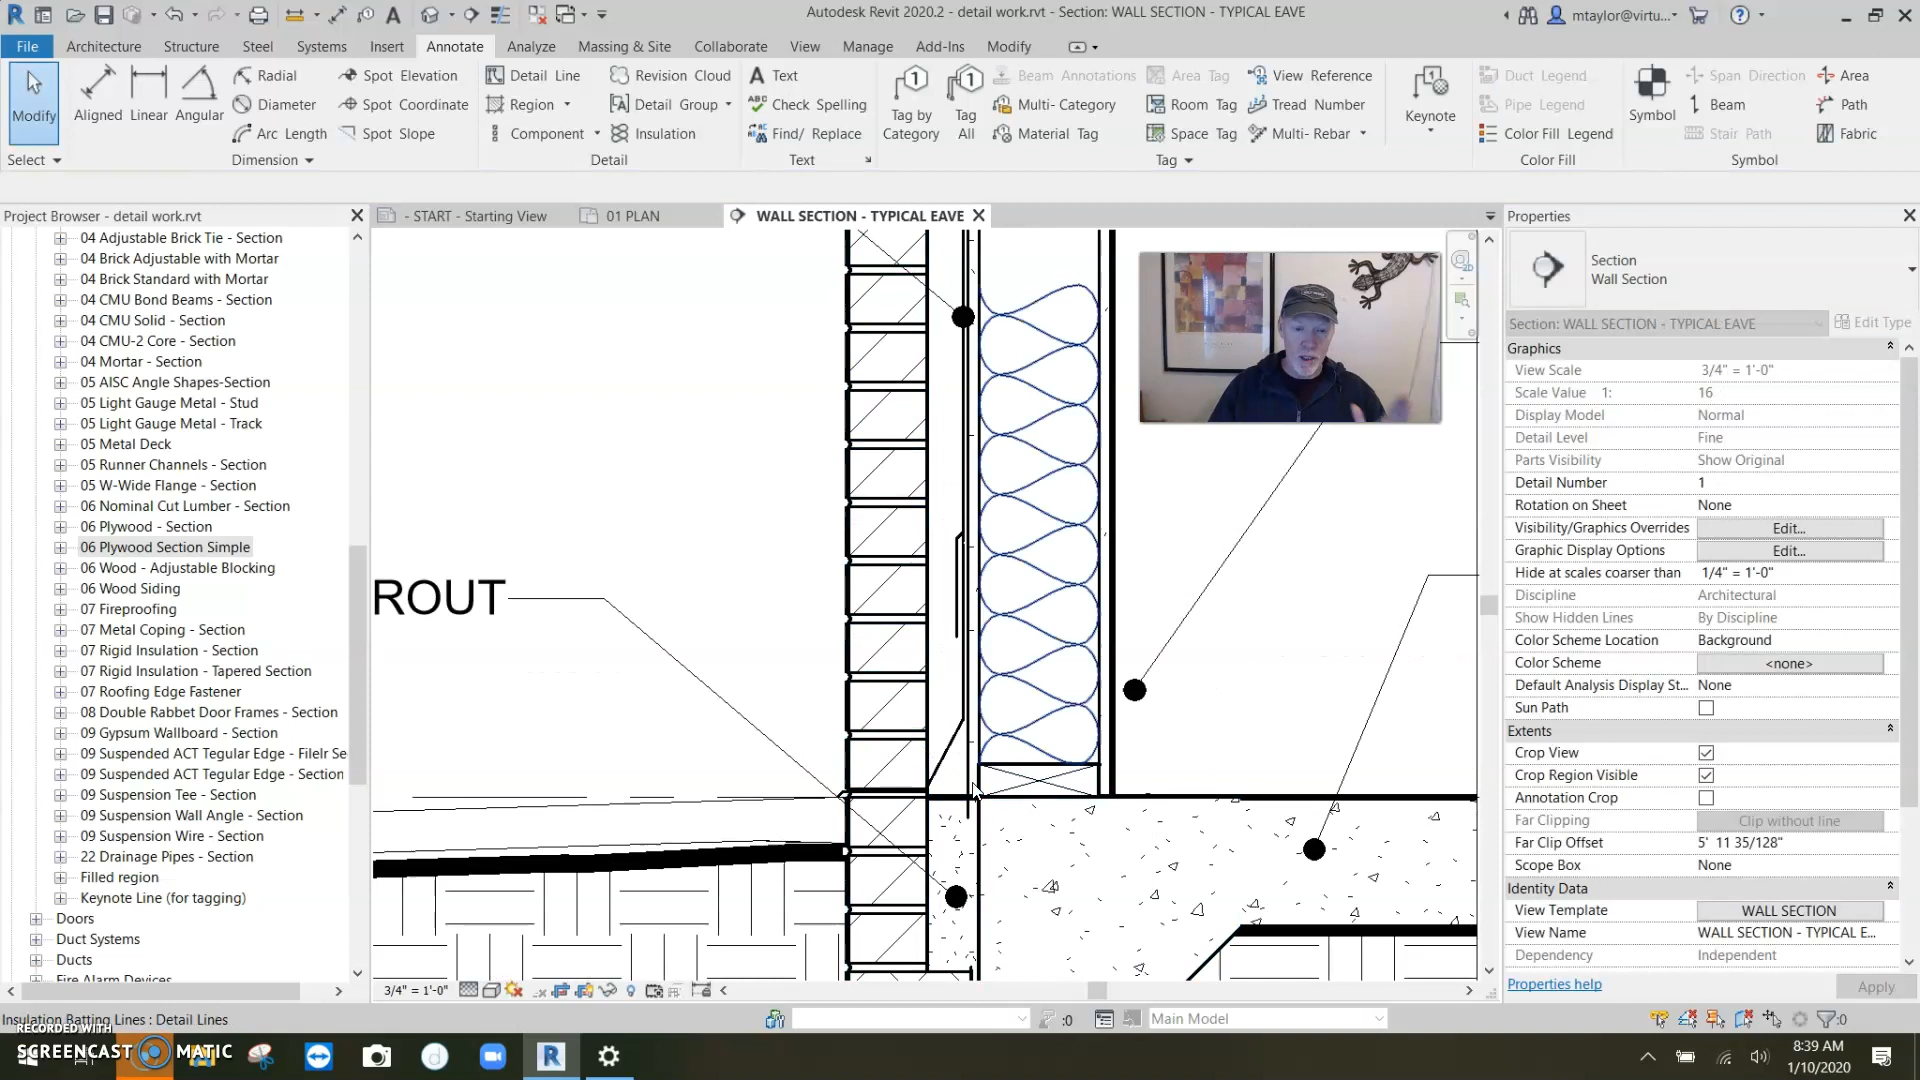 Autodesk Revit 2020.2 - detail work.rvt - Section: WALL SECTION - TYPICAL EAVE
mtaylor@virtu...
File Architecture Structure Steel Systems Insert Annotate Analyze Massing & Site Collaborate View Manage Add-Ins Modify
Modify
Select
Aligned Linear Angular
Radial
Diameter
Arc Length
Spot Elevation
Spot Coordinate
Spot Slope
Dimension
Detail Line
Region
Component
Revision Cloud
Detail Group
Insulation
Detail
Text
Check Spelling
Find/ Replace
Text
Tag by Category
Tag All
Beam Annotations
Multi- Category
Material Tag
Area Tag
Room Tag
Space Tag
View Reference
Tread Number
Multi- Rebar
Tag
Keynote
Duct Legend
Pipe Legend
Color Fill Legend
Color Fill
Symbol
Span Direction
Beam
Stair Path
Area
Path
Fabric
Symbol
Project Browser - detail work.rvt
04 Adjustable Brick Tie - Section
04 Brick Adjustable with Mortar
04 Brick Standard with Mortar
04 CMU Bond Beams - Section
04 CMU Solid - Section
04 CMU-2 Core - Section
04 Mortar - Section
05 AISC Angle Shapes-Section
05 Light Gauge Metal - Stud
05 Light Gauge Metal - Track
05 Metal Deck
05 Runner Channels - Section
05 W-Wide Flange - Section
06 Nominal Cut Lumber - Section
06 Plywood - Section
06 Plywood Section Simple
06 Wood - Adjustable Blocking
06 Wood Siding
07 Fireproofing
07 Metal Coping - Section
07 Rigid Insulation - Section
07 Rigid Insulation - Tapered Section
07 Roofing Edge Fastener
08 Double Rabbet Door Frames - Section
09 Gypsum Wallboard - Section
09 Suspended ACT Tegular Edge - Filelr Se
09 Suspended ACT Tegular Edge - Section
09 Suspension Tee - Section
09 Suspension Wall Angle - Section
09 Suspension Wire - Section
22 Drainage Pipes - Section
Filled region
Keynote Line (for tagging)
Doors
Duct Systems
Ducts
Fire Alarm Devices
- START - Starting View
01 PLAN
WALL SECTION - TYPICAL EAVE
ROUT
2D
3/4" = 1'-0"
Properties
Section
Wall Section
Section: WALL SECTION - TYPICAL EAVE
Edit Type
Graphics
View Scale 3/4" = 1'-0"
Scale Value 1: 16
Display Model Normal
Detail Level Fine
Parts Visibility Show Original
Detail Number 1
Rotation on Sheet None
Visibility/Graphics Overrides Edit...
Graphic Display Options Edit...
Hide at scales coarser than 1/4" = 1'-0"
Discipline Architectural
Show Hidden Lines By Discipline
Color Scheme Location Background
Color Scheme <none>
Default Analysis Display St... None
Sun Path
Extents
Crop View
Crop Region Visible
Annotation Crop
Far Clipping Clip without line
Far Clip Offset 5' 11 35/128"
Scope Box None
Identity Data
View Template WALL SECTION
View Name WALL SECTION - TYPICAL E...
Dependency Independent
Properties help
Apply
Insulation Batting Lines : Detail Lines
:0
Main Model
:0
RECORDED WITH
SCREENCAST MATIC
8:39 AM
1/10/2020